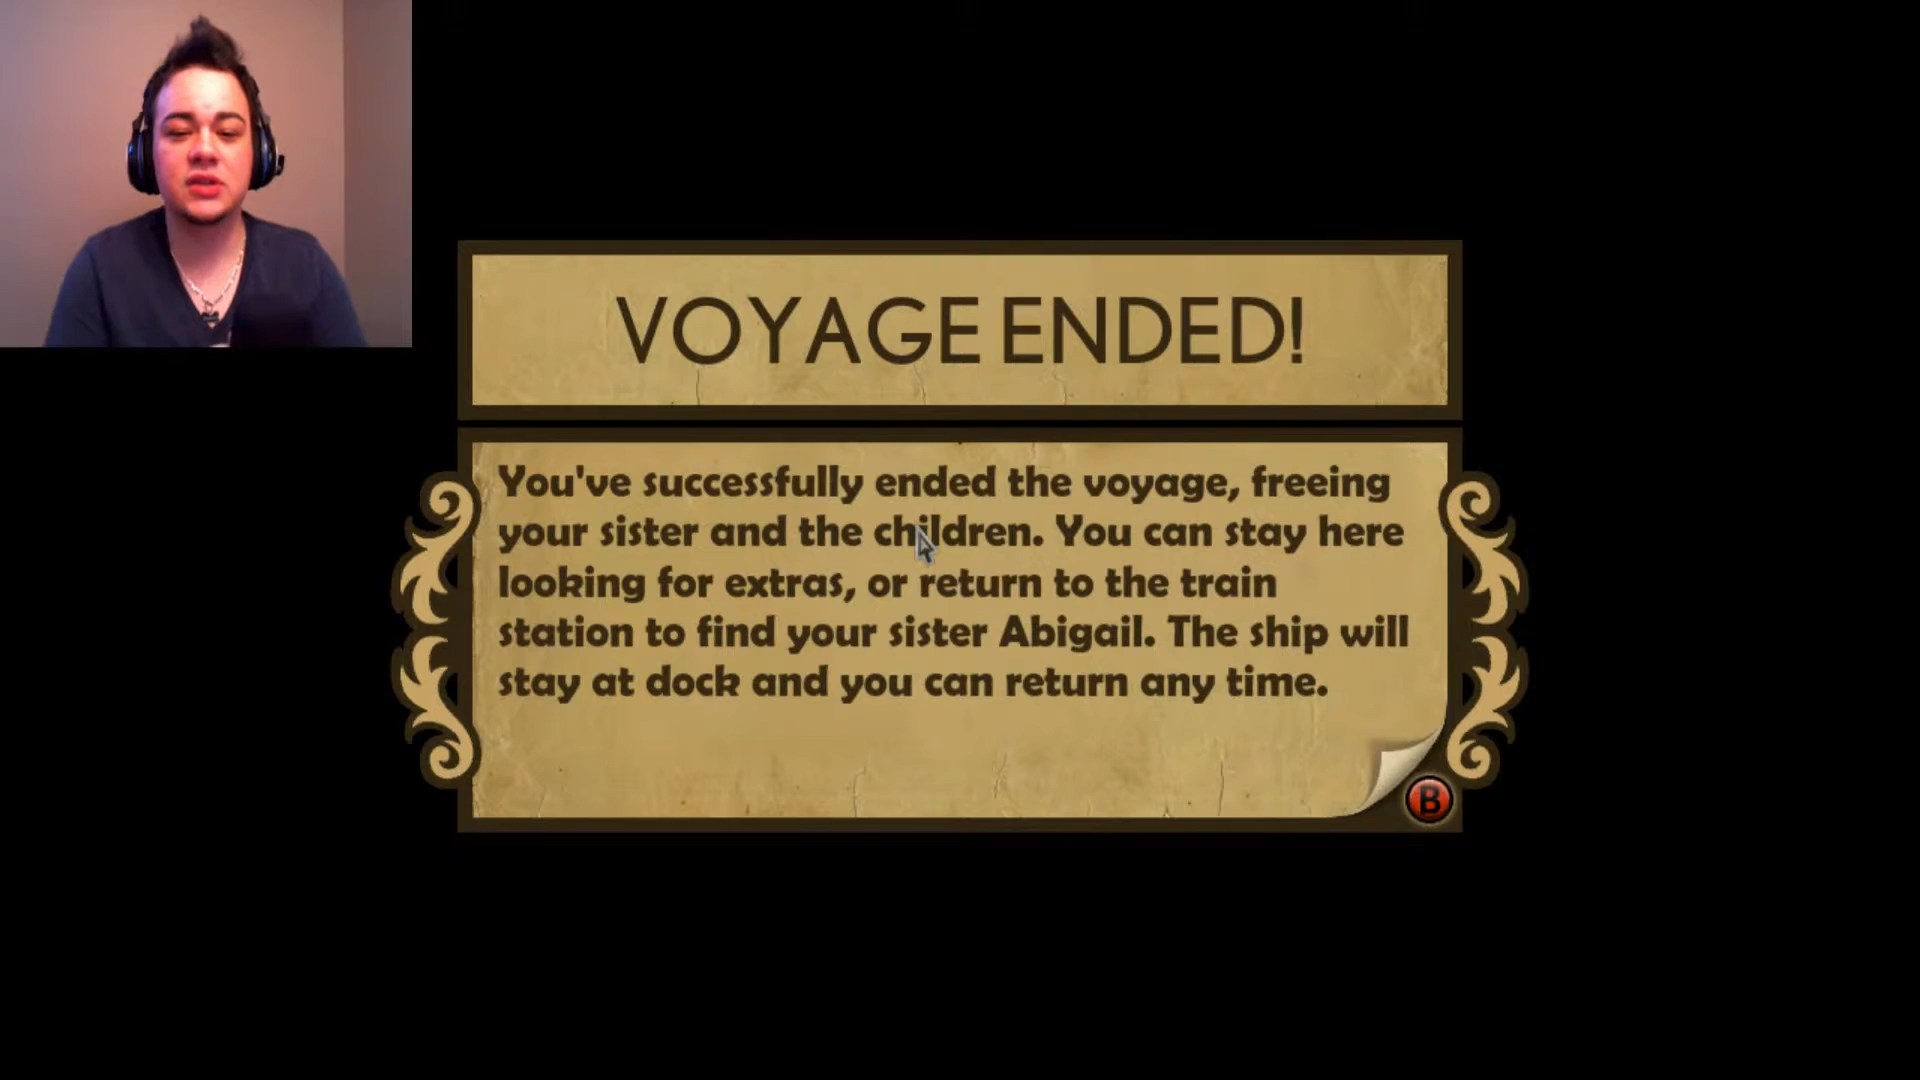 VOYAGE ENDED!
You've successfully ended the voyage, freeing
your sister and the children. You can stay here
looking for extras, or return to the train
station to find your sister Abigail. The ship will
stay at dock and you can return any time.
B